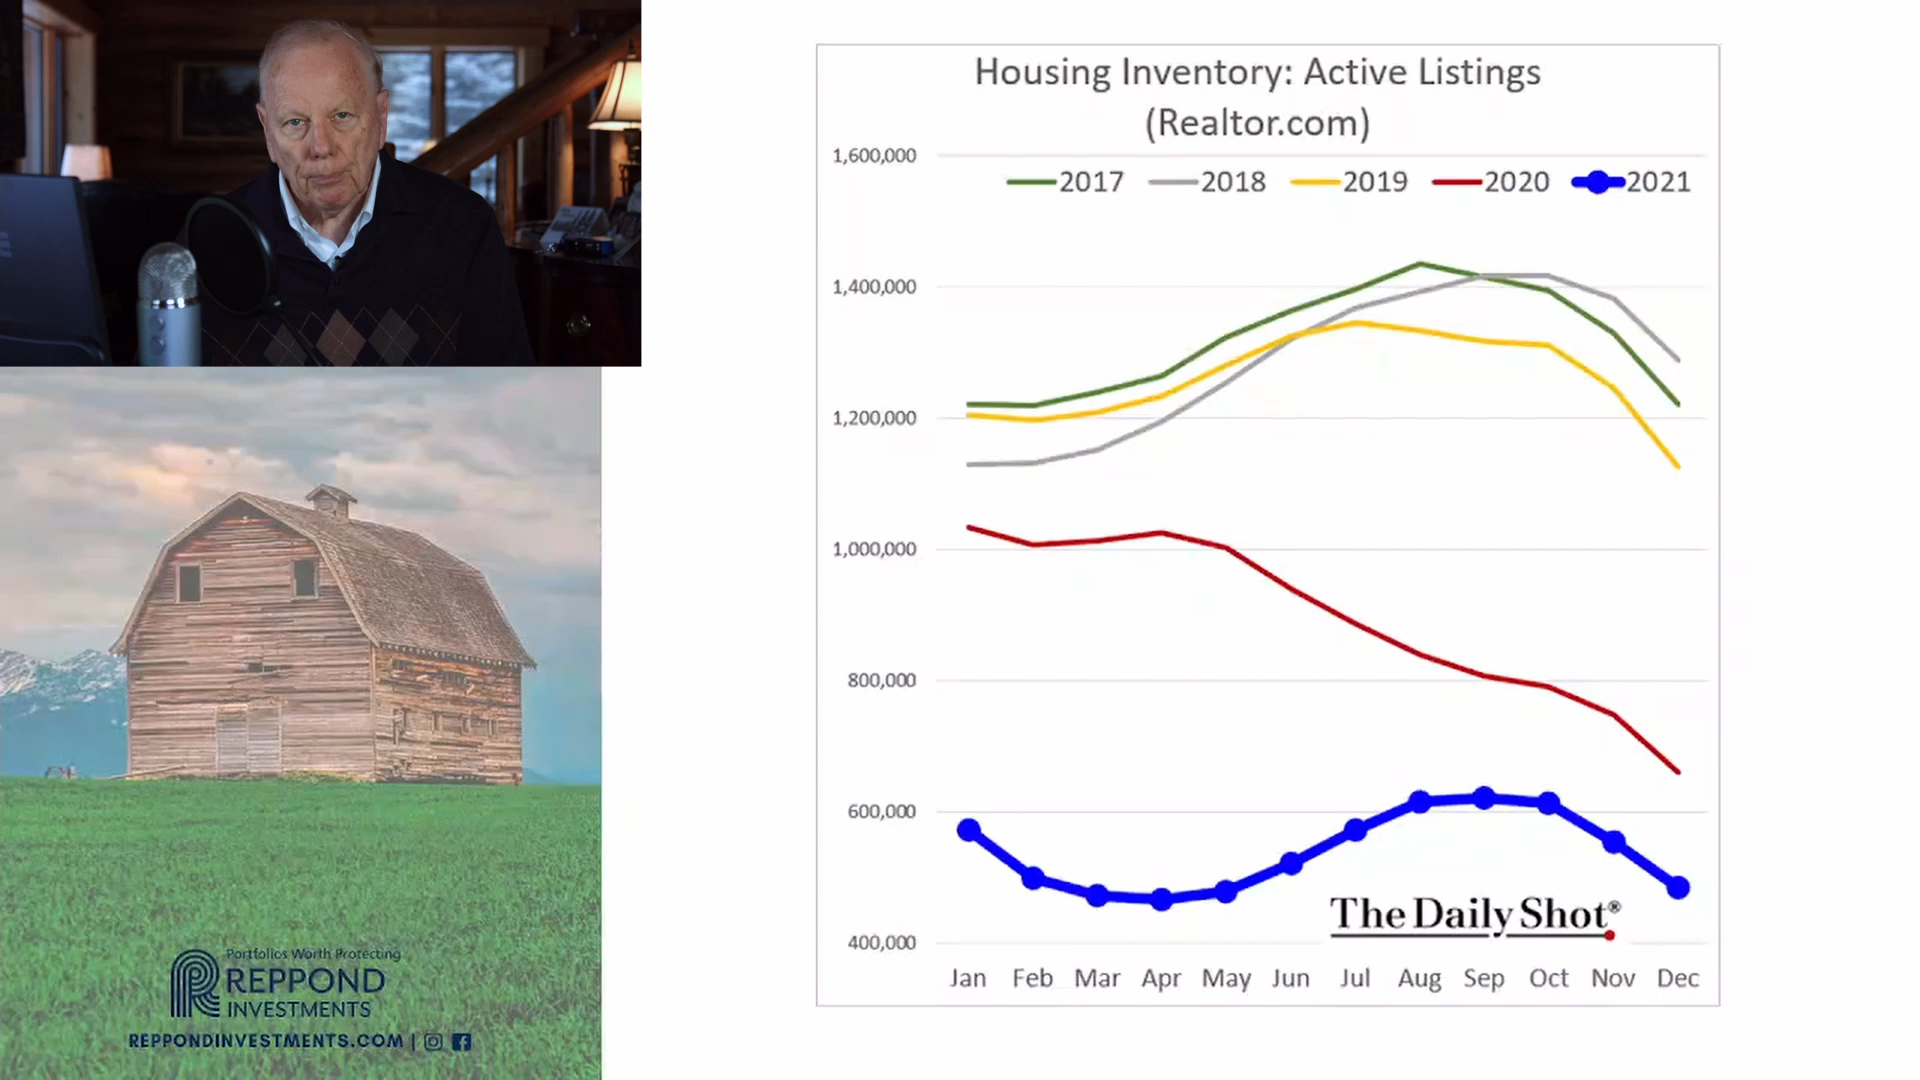 Housing Inventory: Active Listings
(Realtor.com)
1,600,000
2017 2018 2019 2020 2021
1,400,000
1,200,000
1,000,000
800,000
600,000
400,000
The Daily Shot®
Jan Feb Mar Apr May Jun Jul Aug Sep Oct Nov Dec
Portfolios Worth Protecting
REPPOND
INVESTMENTS
REPPONDINVESTMENTS.COM |